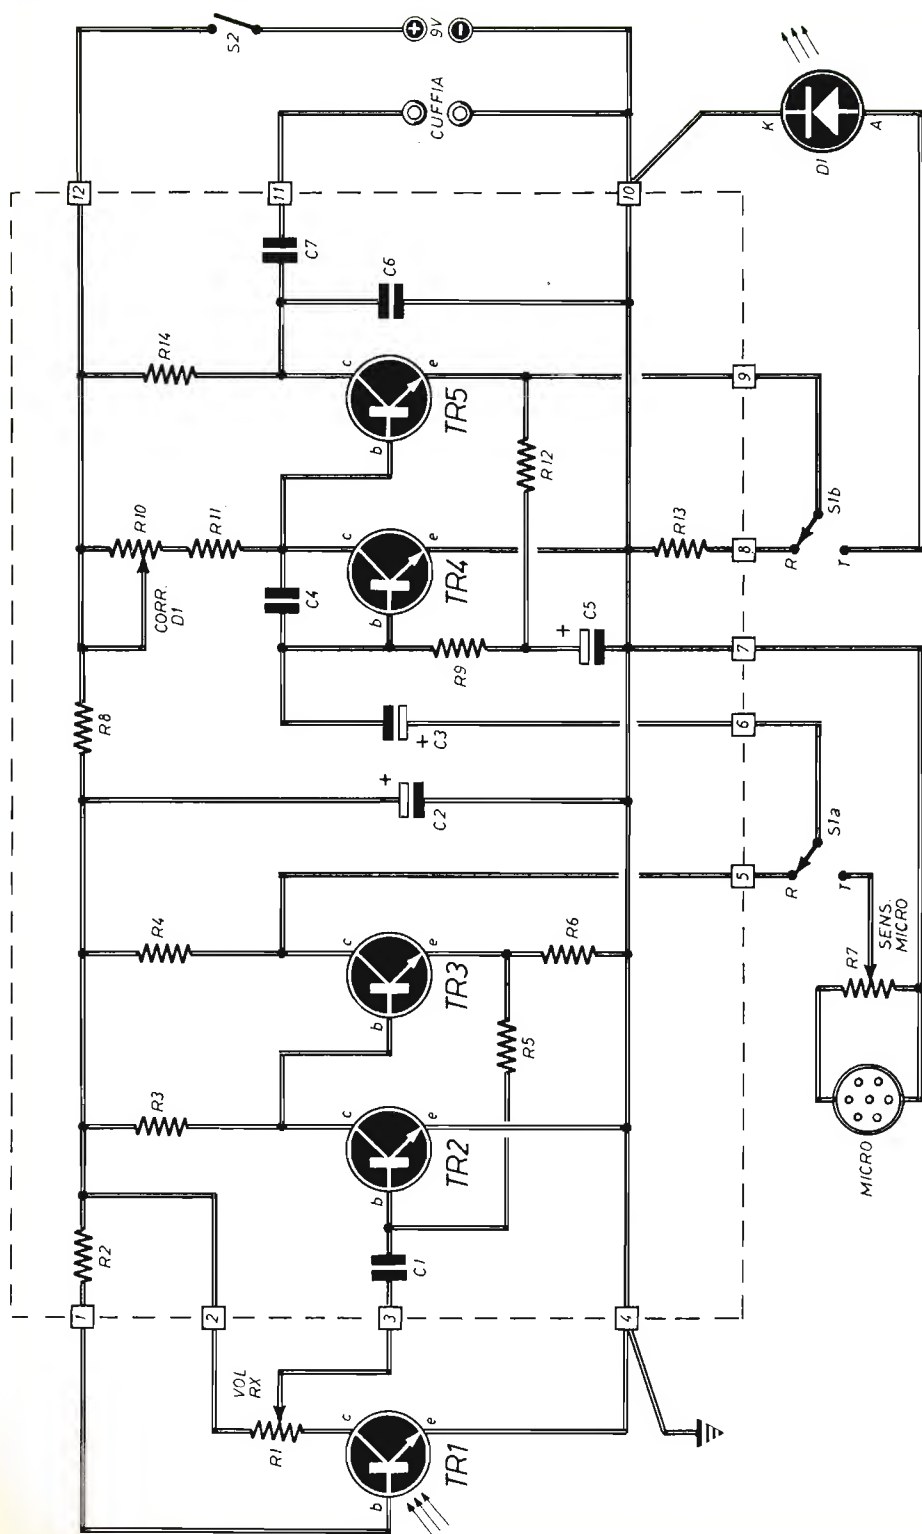 1
12
R2
R8
S2
9V
2
VOL
RX
R1
R3
R4
CORR.
D1
R10
R11
R14
11
CUFFIA
C7
C6
C4
3
C1
b
c
e
TR1
b
c
e
TR2
b
c
e
TR3
b
c
e
TR4
b
c
e
TR5
+
C2
+
C3
R9
+
C5
R5
R6
R12
4
10
R13
5
6
7
8
9
R
T
S1a
R
T
S1b
MICRO
R7
SENS.
MICRO
K
A
D1